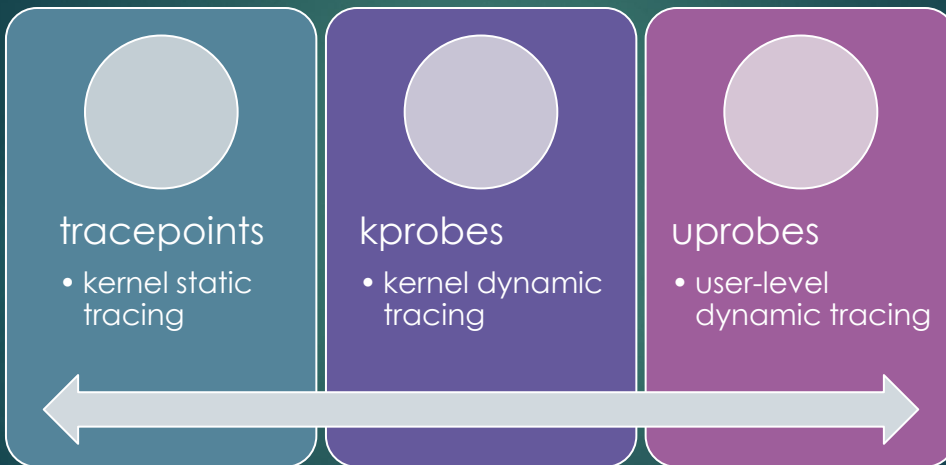 tracepoints
• kernel static
tracing
kprobes
• kernel dynamic
tracing
uprobes
• user-level
dynamic tracing